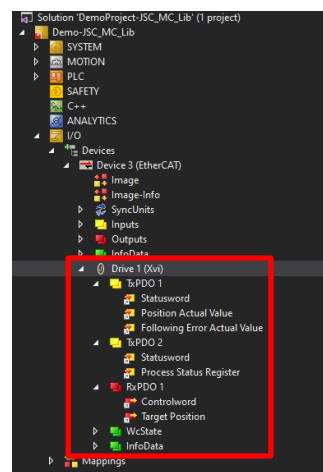 Solution 'DemoProject-JSC_MC_Lib' (1 project)
Demo-JSC_MC_Lib
SYSTEM
MOTION
PLC
SAFETY
C++
ANALYTICS
I/O
Devices
Device 3 (EtherCAT)
Image
Image-Info
SyncUnits
Inputs
Outputs
InfoData
Drive 1 (Xvi)
TxPDO 1
Statusword
Position Actual Value
Following Error Actual Value
TxPDO 2
Statusword
Process Status Register
RxPDO 1
Controlword
Target Position
WcState
InfoData
Mappings